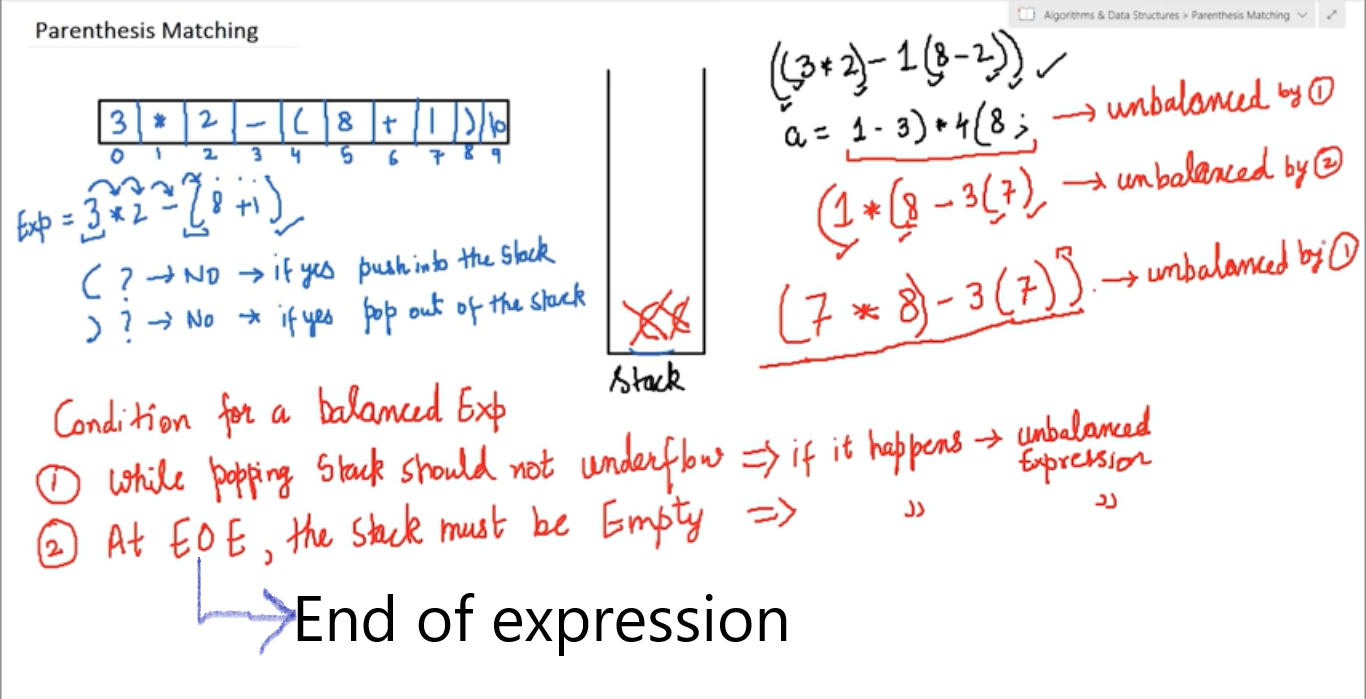 Parenthesis Matching
Algorithms & Data Structures > Parenthesis Matching
3 * 2 - ( 8 + 1 ) \0
0 1 2 3 4 5 6 7 8 9
Exp = 3 * 2 - (8 + 1)
( ? → NO → if yes push into the Stack
) ? → No → if yes pop out of the stack
Stack
((3*2)-1(8-2))
a = 1-3)*4(8; → unbalanced by ①
(1*(8-3(7) → unbalanced by ②
(7*8)-3(7)). → unbalanced by ①
Condition for a balanced Exp
① While popping Stack should not underflow => if it happens → unbalanced Expression
② At EOE, the stack must be Empty => ,, ,,
End of expression